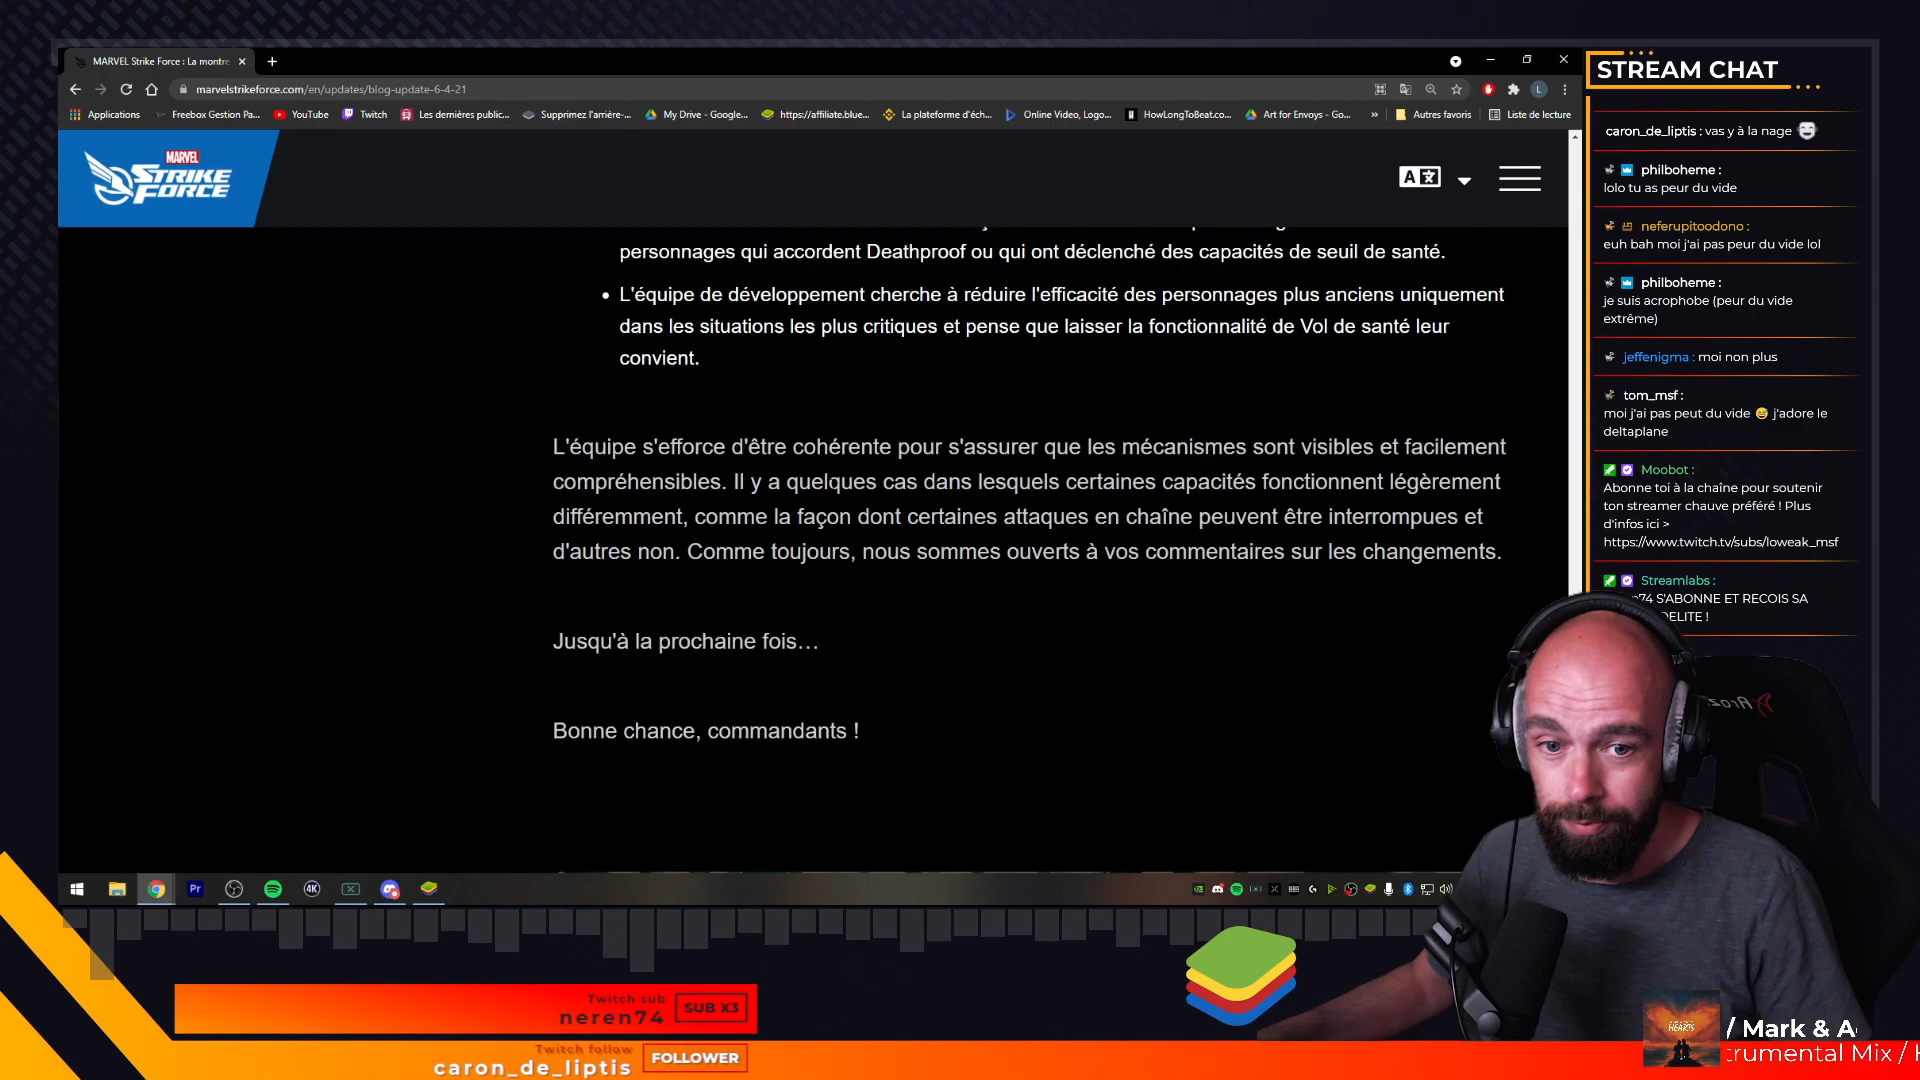 MARVEL Strike Force : La montre
marvelstrikeforce.com/en/updates/blog-update-6-4-21
Applications
Freebox Gestion Pa...
YouTube
Twitch
Les dernières public...
Supprimez l'arrière-...
My Drive - Google...
https://affiliate.blue...
La plateforme d'éch...
Online Video, Logo...
HowLongToBeat.co...
Art for Envoys - Go...
»
Autres favoris
Liste de lecture
MARVEL
STRIKE
FORCE
personnages qui accordent Deathproof ou qui ont déclenché des capacités de seuil de santé.
• L'équipe de développement cherche à réduire l'efficacité des personnages plus anciens uniquement
dans les situations les plus critiques et pense que laisser la fonctionnalité de Vol de santé leur
convient.
L'équipe s'efforce d'être cohérente pour s'assurer que les mécanismes sont visibles et facilement
compréhensibles. Il y a quelques cas dans lesquels certaines capacités fonctionnent légèrement
différemment, comme la façon dont certaines attaques en chaîne peuvent être interrompues et
d'autres non. Comme toujours, nous sommes ouverts à vos commentaires sur les changements.
Jusqu'à la prochaine fois…
Bonne chance, commandants !
STREAM CHAT
caron_de_liptis : vas y à la nage
philboheme :
lolo tu as peur du vide
neferupitoodono :
euh bah moi j'ai pas peur du vide lol
philboheme :
je suis acrophobe (peur du vide
extrême)
jeffenigma : moi non plus
tom_msf :
moi j'ai pas peut du vide 😅 j'adore le
deltaplane
Moobot :
Abonne toi à la chaîne pour soutenir
ton streamer chauve préféré ! Plus
d'infos ici >
https://www.twitch.tv/subs/loweak_msf
Streamlabs :
74 S'ABONNE ET RECOIS SA
DELITE !
Pr
4K
Twitch sub
neren74
SUB X3
Twitch follow
caron_de_liptis
FOLLOWER
HEARTS
/ Mark & A
trumental Mix / H